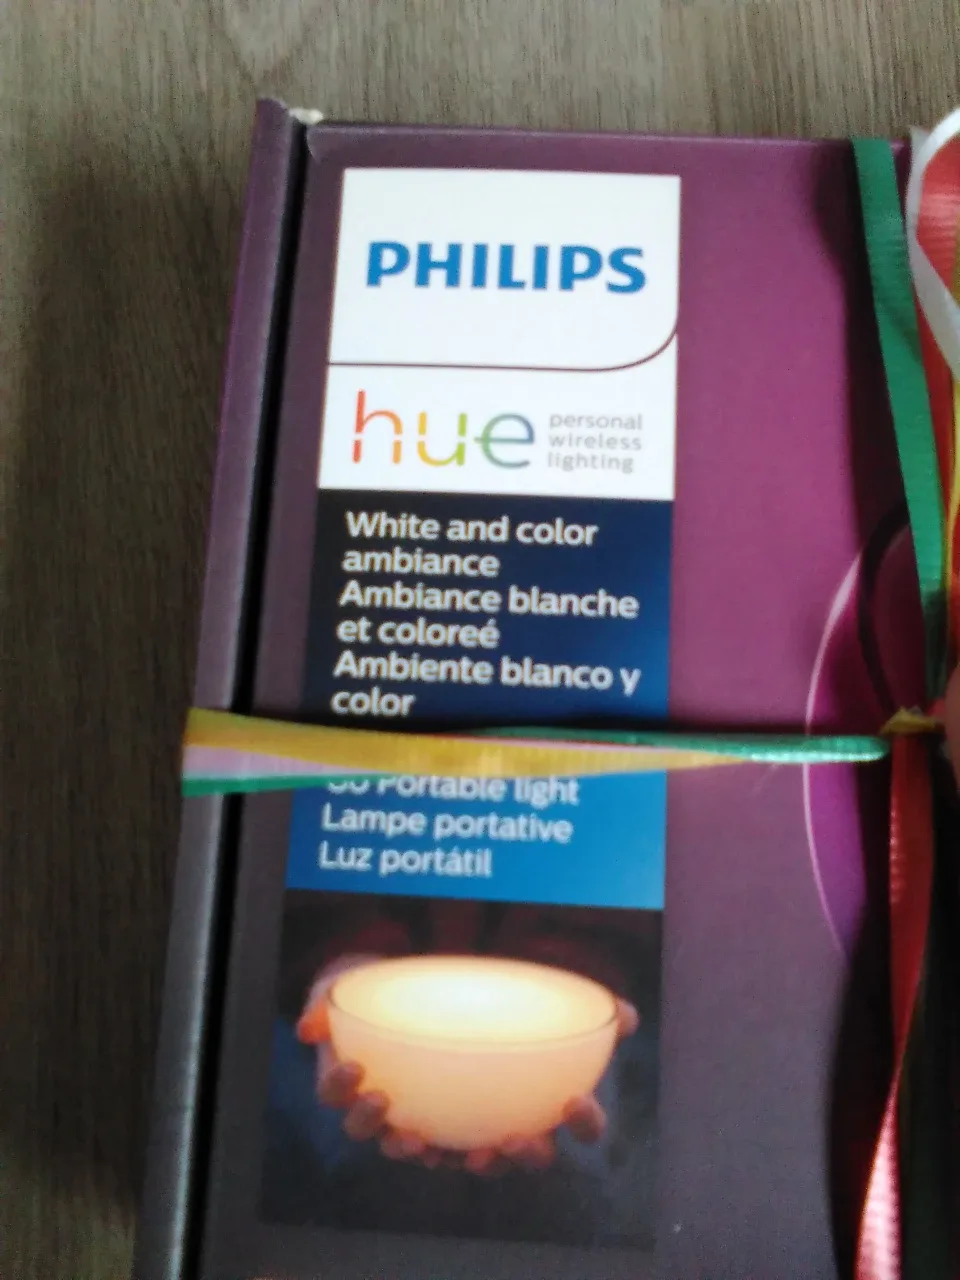 PHILIPS
hue
personal
wireless
lighting
White and color
ambiance
Ambiance blanche
et coloreé
Ambiente blanco y
color
Go Portable light
Lampe portative
Luz portátil